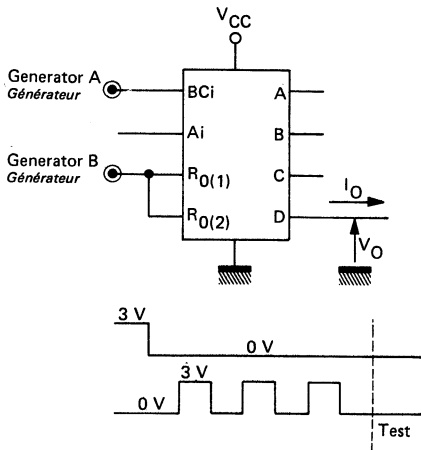 VCC
Generator A
Générateur
BCi
A
Ai
B
Generator B
Générateur
R0(1)
C
IO
R0(2)
D
VO
3 V
0 V
3 V
0 V
Test